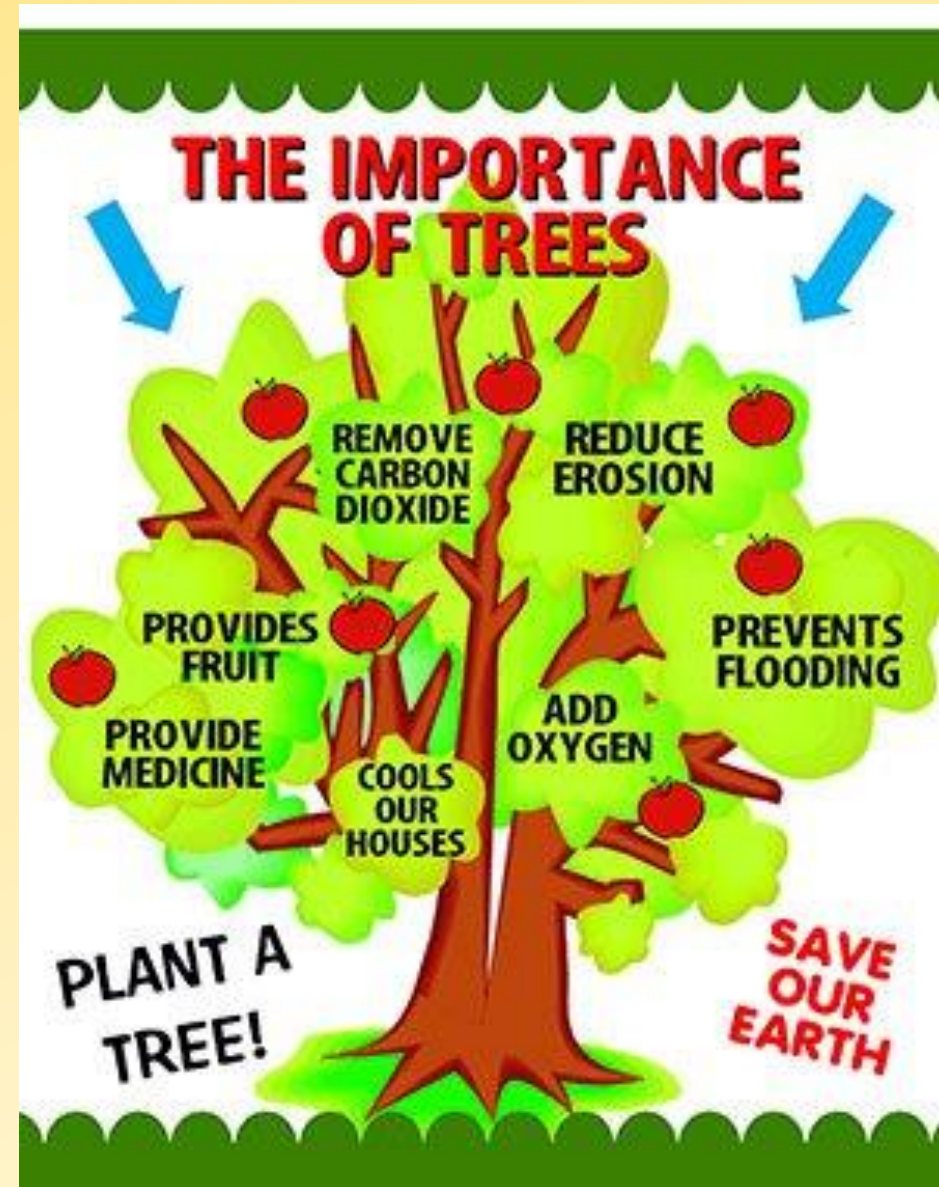 THE IMPORTANCE
OF TREES
REMOVE
CARBON
DIOXIDE
REDUCE
EROSION
PROVIDES
FRUIT
PREVENTS
FLOODING
PROVIDE
MEDICINE
ADD
OXYGEN
COOLS
OUR
HOUSES
PLANT A
TREE!
SAVE
OUR
EARTH